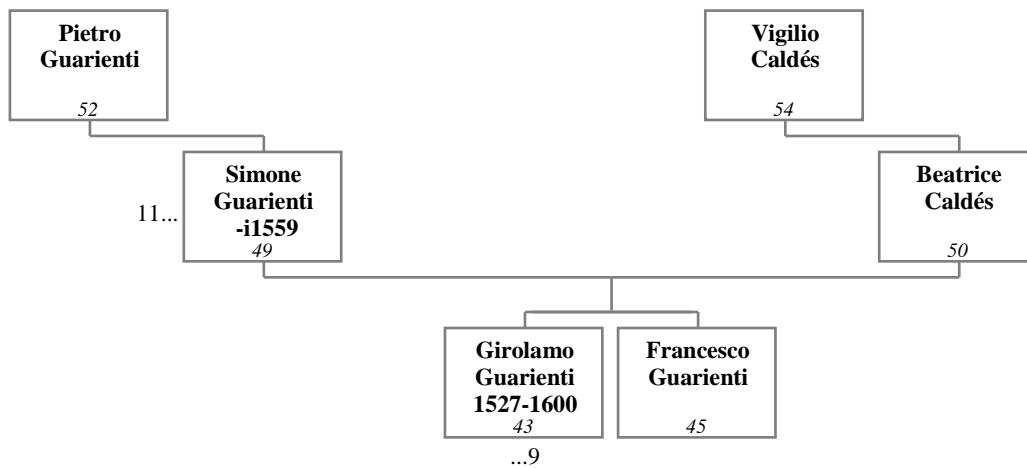 Pietro
Guarienti
52
Vigilio
Caldés
54
11...
Simone
Guarienti
-i1559
49
Beatrice
Caldés
50
Girolamo
Guarienti
1527-1600
43
Francesco
Guarienti
45
...9